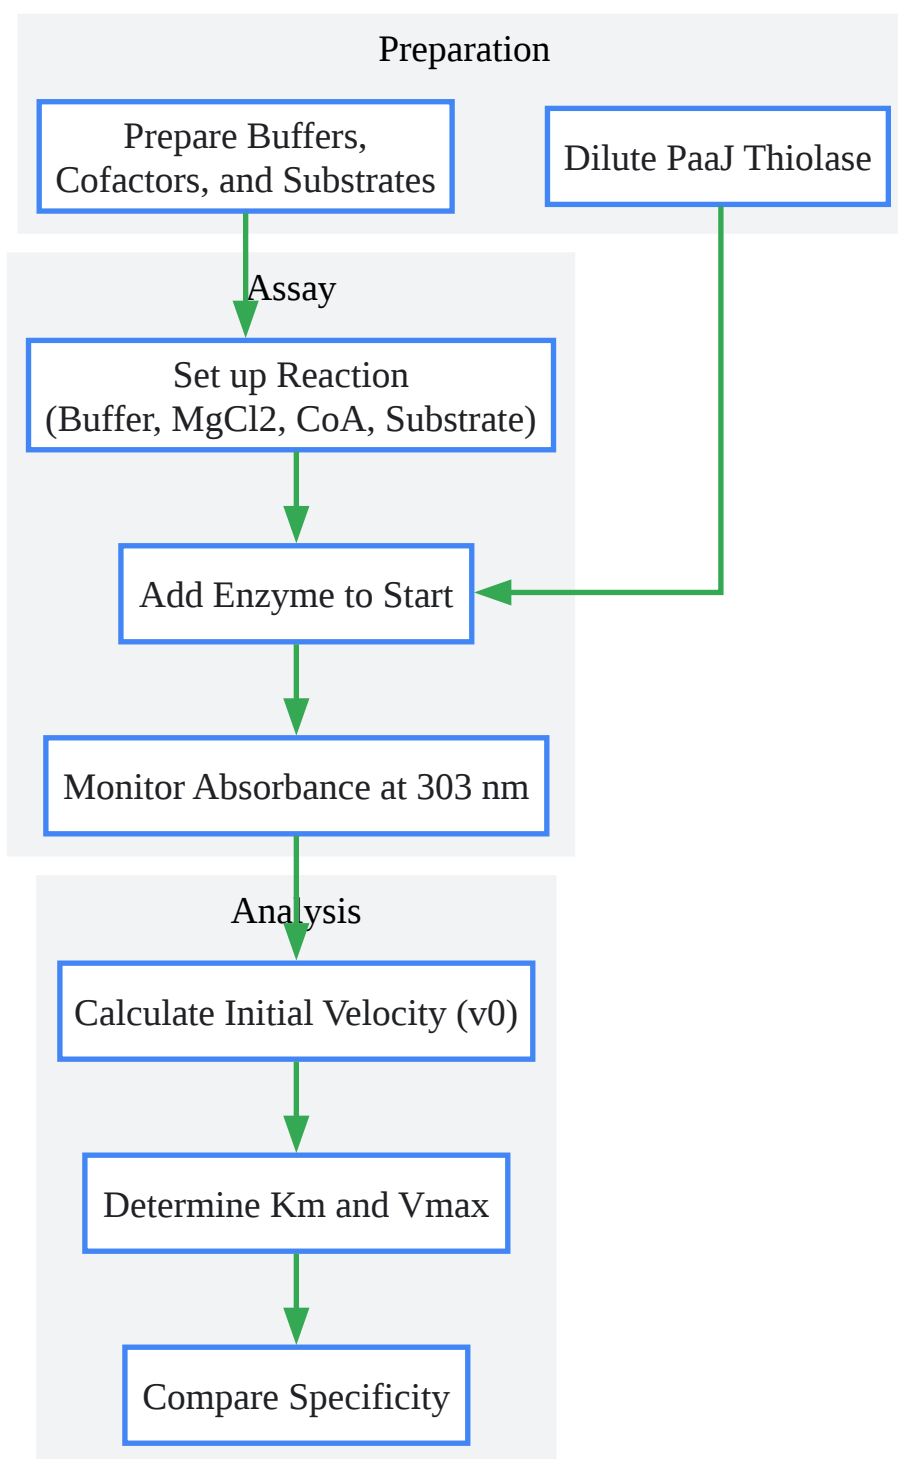 Preparation
Prepare Buffers,
Cofactors, and Substrates
Dilute PaaJ Thiolase
Assay
Set up Reaction
(Buffer, MgCl2, CoA, Substrate)
Add Enzyme to Start
Monitor Absorbance at 303 nm
Analysis
Calculate Initial Velocity (v0)
Determine Km and Vmax
Compare Specificity